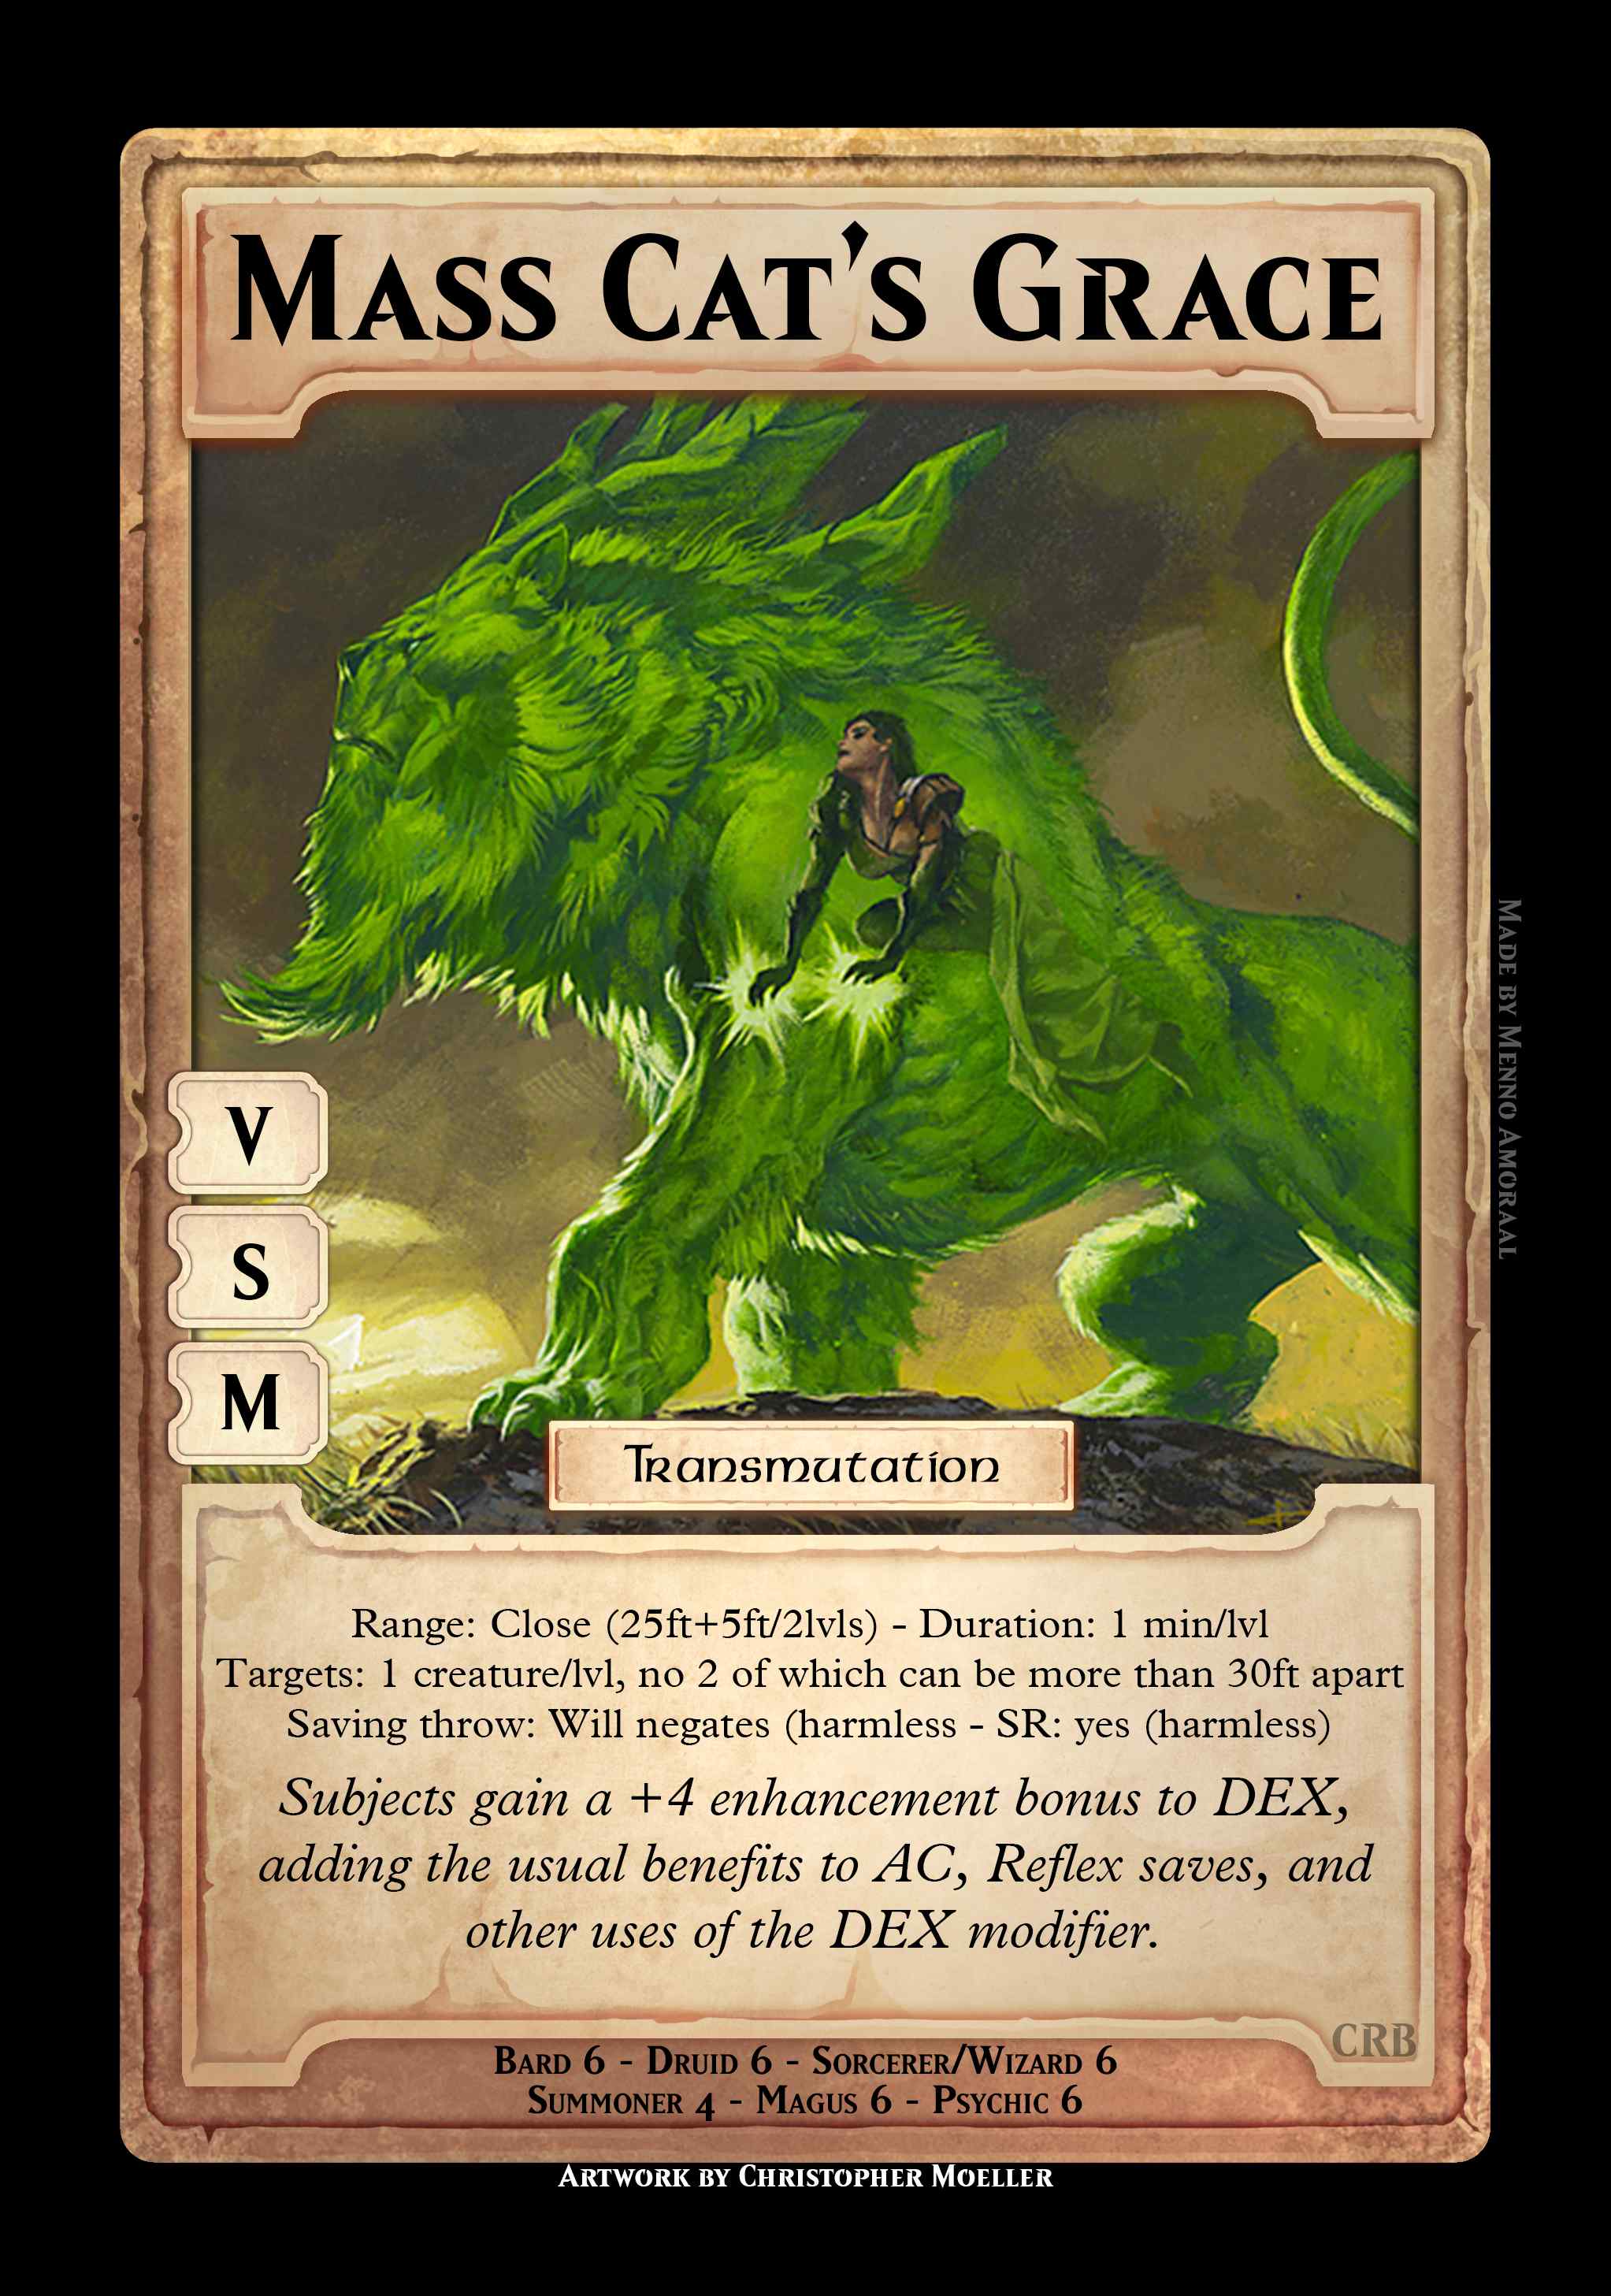 Mass Cat's Grace
V
S
M
Transmutation
Range: Close (25ft+5ft/2lvls) - Duration: 1 min/lvl
Targets: 1 creature/lvl, no 2 of which can be more than 30ft apart
Saving throw: Will negates (harmless - SR: yes (harmless)
Subjects gain a +4 enhancement bonus to DEX,
adding the usual benefits to AC, Reflex saves, and
other uses of the DEX modifier.
CRB
Bard 6 - Druid 6 - Sorcerer/Wizard 6
Summoner 4 - Magus 6 - Psychic 6
Artwork by Christopher Moeller
Made by Menno Amoraal